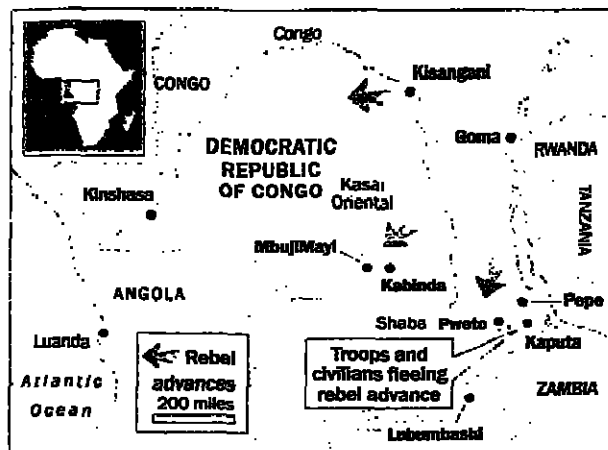 Congo
CONGO
Kisangani
DEMOCRATIC
REPUBLIC
OF CONGO
Goma
RWANDA
Kasai
Oriental
TANZANIA
Kinshasa
MbujiMayi
Kabinda
ANGOLA
Pepe
Luanda
Shaba
Pweto
Kaputa
Rebel
advances
200 miles
Troops and
civilians fleeing
rebel advance
Atlantic
Ocean
ZAMBIA
Lubumbashi